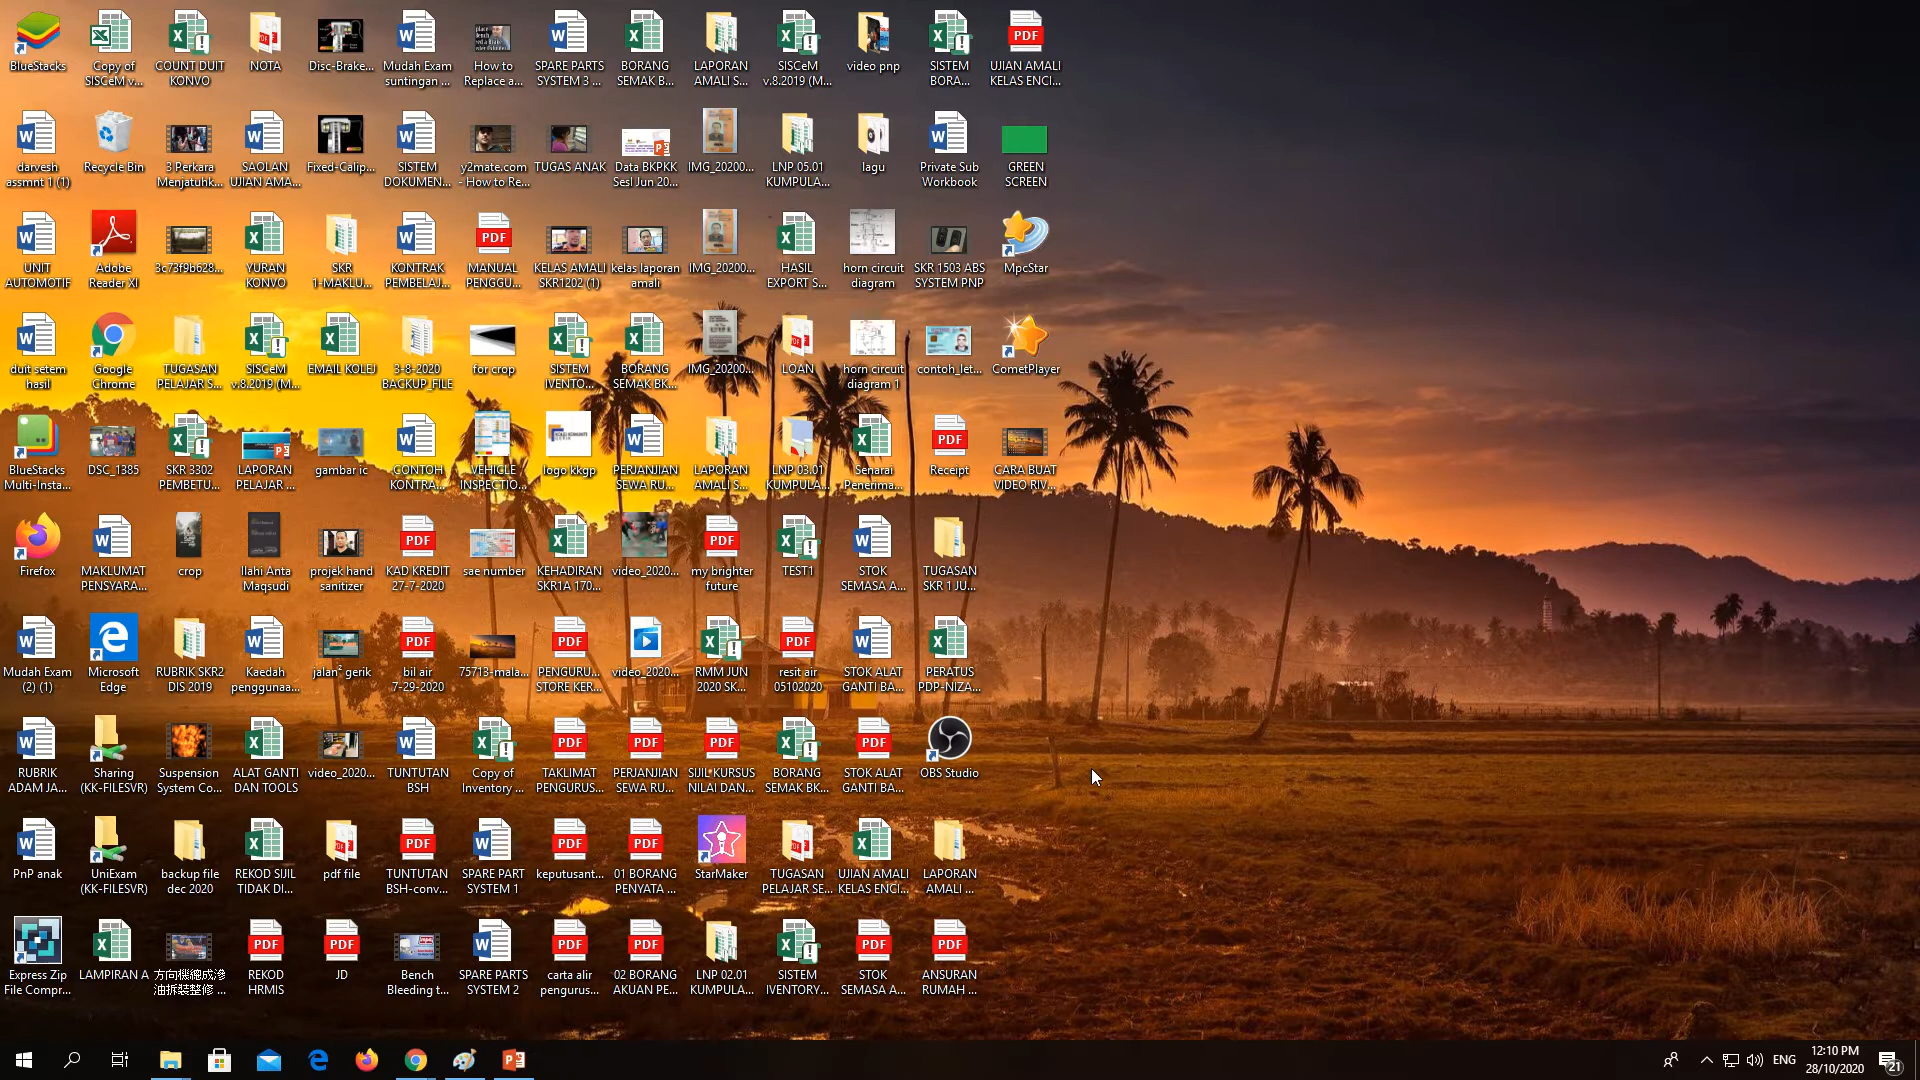 BlueStacks
Copy of
SISCeM v...
COUNT DUIT
KONVO
NOTA
Disc-Brake...
Mudah Exam
suntingan ...
How to
Replace a...
SPARE PARTS
SYSTEM 3 ...
BORANG
SEMAK B...
LAPORAN
AMALI S...
SISCeM
v.8.2019 (M...
video pnp
SISTEM
BORA...
UJIAN AMALI
KELAS ENCI...
darvesh
assmnt 1 (1)
Recycle Bin
3 Perkara
Menjatuhk...
SAOLAN
UJIAN AMA...
Fixed-Calip...
SISTEM
DOKUMEN...
y2mate.com
- How to Re...
TUGAS ANAK
Data BKPKK
Sesi Jun 20...
IMG_20200...
LNP 05.01
KUMPULA...
lagu
Private Sub
Workbook
GREEN
SCREEN
UNIT
AUTOMOTIF
Adobe
Reader XI
3c73f9b628...
YURAN
KONVO
SKR
1-MAKLU...
KONTRAK
PEMBELAJ...
MANUAL
PENGGU...
KELAS AMALI
SKR1202 (1)
kelas laporan
amali
IMG_20200...
HASIL
EXPORT S...
horn circuit
diagram
SKR 1503 ABS
SYSTEM PNP
MpcStar
duit setem
hasil
Google
Chrome
TUGASAN
PELAJAR S...
SISCeM
v.8.2019 (M...
EMAIL KOLEJ
3-8-2020
BACKUP_FILE
for crop
SISTEM
IVENTO...
BORANG
SEMAK BK...
IMG_20200...
LOAN
horn circuit
diagram 1
contoh_let...
CometPlayer
BlueStacks
Multi-Insta...
DSC_1385
SKR 3302
PEMBETU...
LAPORAN
PELAJAR ...
gambar ic
CONTOH
KONTRA...
VEHICLE
INSPECTIO...
logo kkgp
PERJANJIAN
SEWA RU...
LAPORAN
AMALI S...
LNP 03.01
KUMPULA...
Senarai
Penerima...
Receipt
CARA BUAT
VIDEO RIV...
Firefox
MAKLUMAT
PENSYARA...
crop
Ilahi Anta
Maqsudi
projek hand
sanitizer
KAD KREDIT
27-7-2020
sae number
KEHADIRAN
SKR1A 170...
video_2020...
my brighter
future
TEST1
STOK
SEMASA A...
TUGASAN
SKR 1 JU...
Mudah Exam
(2) (1)
Microsoft
Edge
RUBRIK SKR2
DIS 2019
Kaedah
penggunaa...
jalan² gerik
bil air
7-29-2020
75713-mala...
PENGURU...
STORE KER...
video_2020...
RMM JUN
2020 SK...
resit air
05102020
STOK ALAT
GANTI BA...
PERATUS
PDP-NIZA...
RUBRIK
ADAM JA...
Sharing
(KK-FILESVR)
Suspension
System Co...
ALAT GANTI
DAN TOOLS
video_2020...
TUNTUTAN
BSH
Copy of
Inventory ...
TAKLIMAT
PENGURUS...
PERJANJIAN
SEWA RU...
SIJIL KURSUS
NILAI DAN...
BORANG
SEMAK BK...
STOK ALAT
GANTI BA...
OBS Studio
PnP anak
UniExam
(KK-FILESVR)
backup file
dec 2020
REKOD SIJIL
TIDAK DI...
pdf file
TUNTUTAN
BSH-conv...
SPARE PART
SYSTEM 1
keputusant...
01 BORANG
PENYATA ...
StarMaker
TUGASAN
PELAJAR SE...
UJIAN AMALI
KELAS ENCI...
LAPORAN
AMALI ...
Express Zip
File Compr...
LAMPIRAN A
方向機總成滲
油拆裝整修 ...
REKOD
HRMIS
JD
Bench
Bleeding t...
SPARE PARTS
SYSTEM 2
carta alir
pengurus...
02 BORANG
AKUAN PE...
LNP 02.01
KUMPULA...
SISTEM
IVENTORY...
STOK
SEMASA A...
ANSURAN
RUMAH ...
ENG
12:10 PM
28/10/2020
21